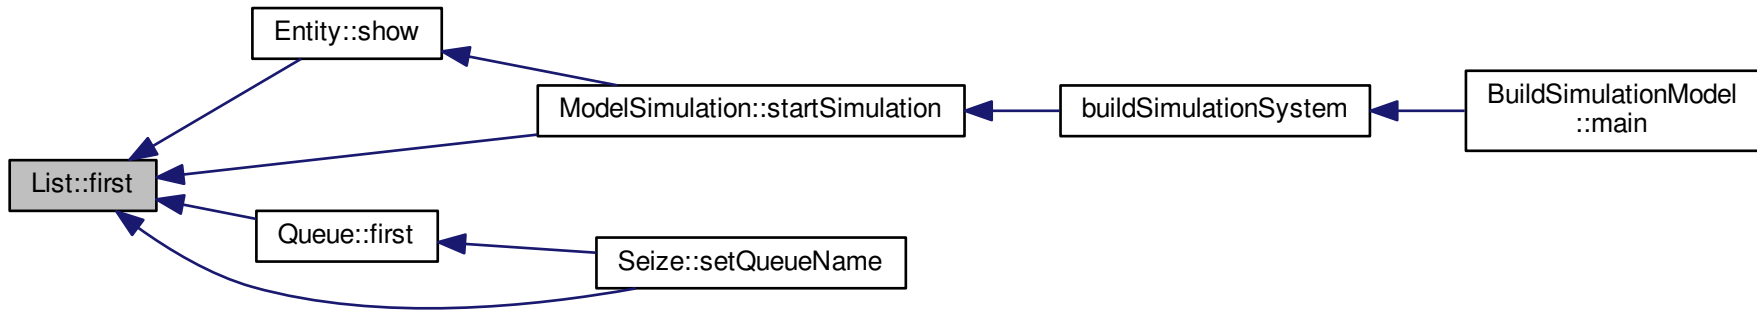 Entity::show
ModelSimulation::startSimulation
buildSimulationSystem
BuildSimulationModel
::main
List::first
Queue::first
Seize::setQueueName